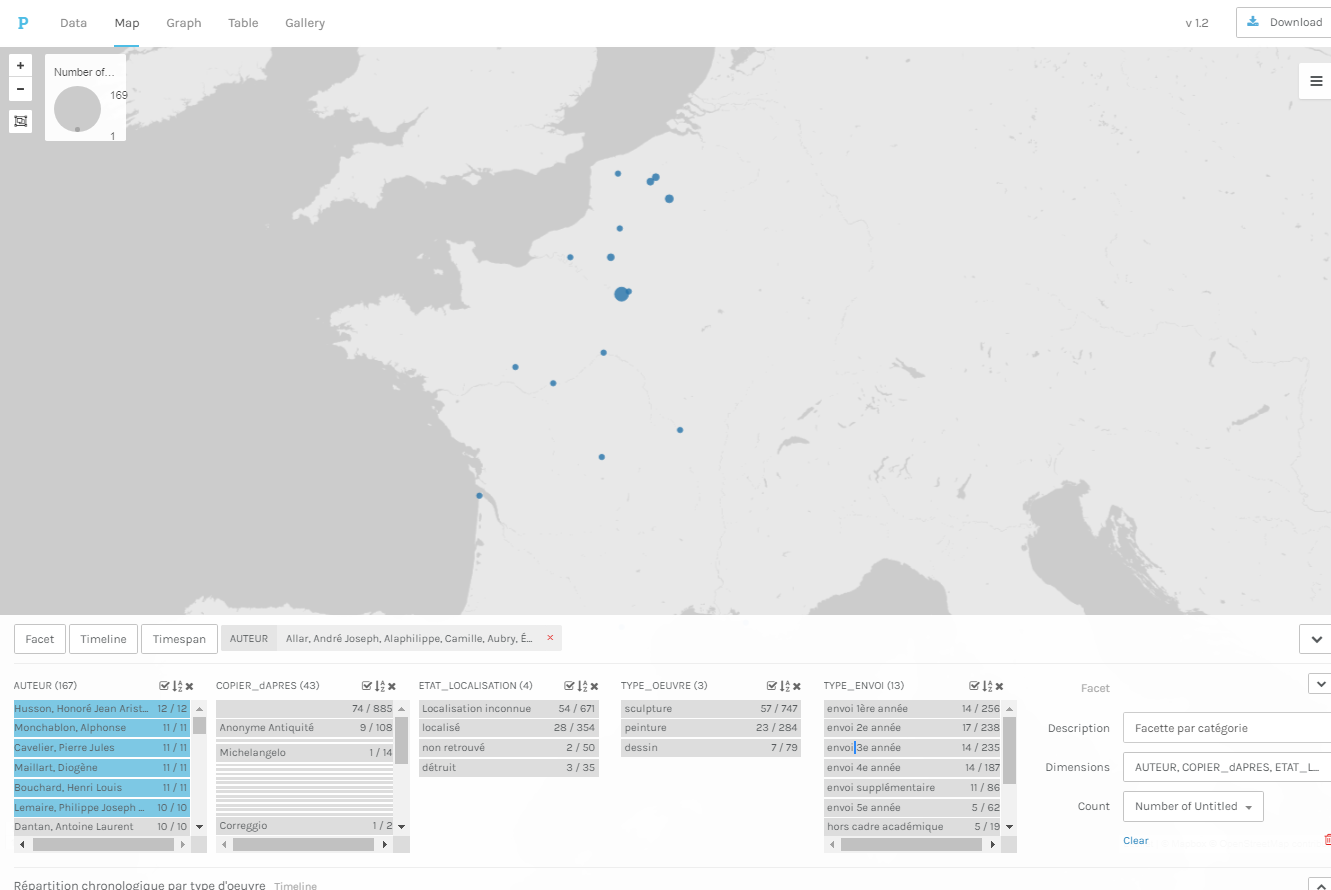 P Data Map Graph Table Gallery v 1.2 Download
+
−
Number of...
169
1
Facet Timeline Timespan AUTEUR Allar, André Joseph, Alaphilippe, Camille, Aubry, É...
AUTEUR (167)
Husson, Honoré Jean Arist... 12 / 12
Monchablon, Alphonse 11 / 11
Cavelier, Pierre Jules 11 / 11
Maillart, Diogène 11 / 11
Bouchard, Henri Louis 11 / 11
Lemaire, Philippe Joseph ... 10 / 10
Dantan, Antoine Laurent 10 / 10
COPIER_dAPRES (43)
74 / 885
Anonyme Antiquité 9 / 108
Michelangelo 1 / 14
Correggio 1 / 2
ETAT_LOCALISATION (4)
Localisation inconnue 54 / 671
localisé 28 / 354
non retrouvé 2 / 50
détruit 3 / 35
TYPE_OEUVRE (3)
sculpture 57 / 747
peinture 23 / 284
dessin 7 / 79
TYPE_ENVOI (13)
envoi 1ère année 14 / 256
envoi 2e année 17 / 238
envoi 3e année 14 / 235
envoi 4e année 14 / 187
envoi supplémentaire 11 / 86
envoi 5e année 5 / 62
hors cadre académique 5 / 19
Facet
Description Facette par catégorie
Dimensions AUTEUR, COPIER_dAPRES, ETAT_L...
Count Number of Untitled
Clear
Répartition chronologique par type d'oeuvre Timeline